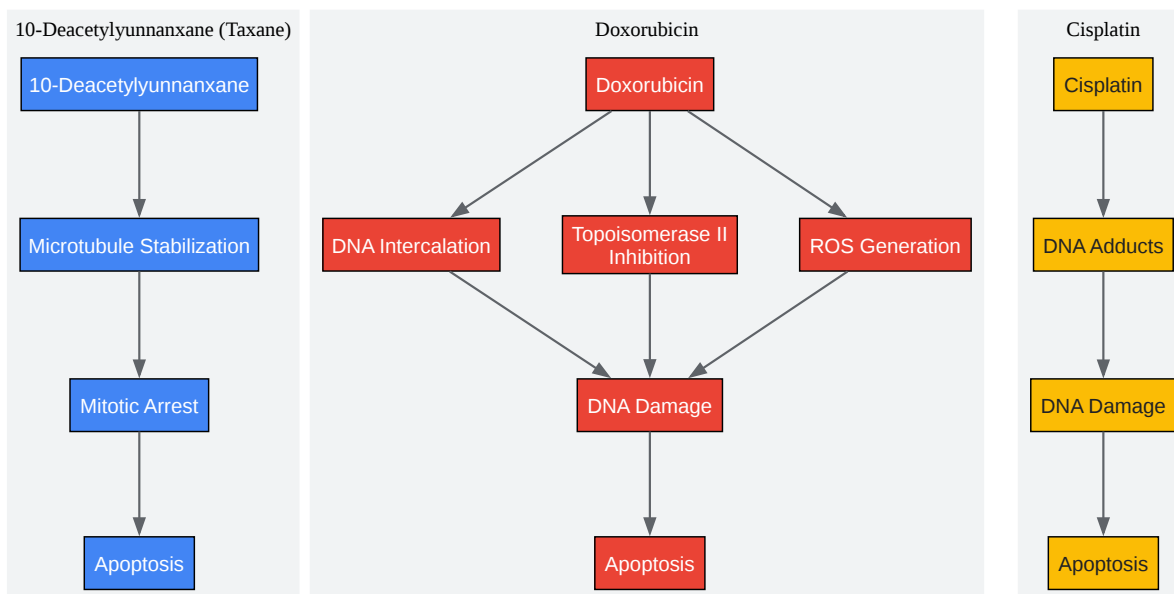 10-Deacetylyunnanxane (Taxane)
10-Deacetylyunnanxane
Microtubule Stabilization
Mitotic Arrest
Apoptosis
Doxorubicin
Doxorubicin
DNA Intercalation
Topoisomerase II
Inhibition
ROS Generation
DNA Damage
Apoptosis
Cisplatin
Cisplatin
DNA Adducts
DNA Damage
Apoptosis